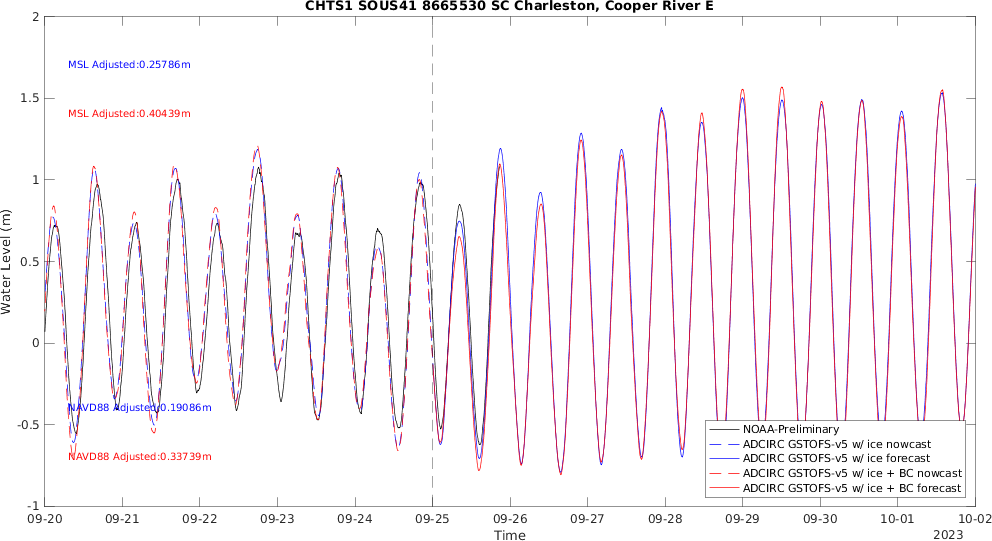 CHTS1 SOUS41 8665530 SC Charleston, Cooper River E
2
1.5
1
0.5
0
-0.5
-1
Water Level (m)
MSL Adjusted:0.25786m
MSL Adjusted:0.40439m
NAVD88 Adjusted:0.19086m
NAVD88 Adjusted:0.33739m
NOAA-Preliminary
ADCIRC GSTOFS-v5 w/ ice nowcast
ADCIRC GSTOFS-v5 w/ ice forecast
ADCIRC GSTOFS-v5 w/ ice + BC nowcast
ADCIRC GSTOFS-v5 w/ ice + BC forecast
09-20 09-21 09-22 09-23 09-24 09-25 09-26 09-27 09-28 09-29 09-30 10-01 10-02
Time
2023